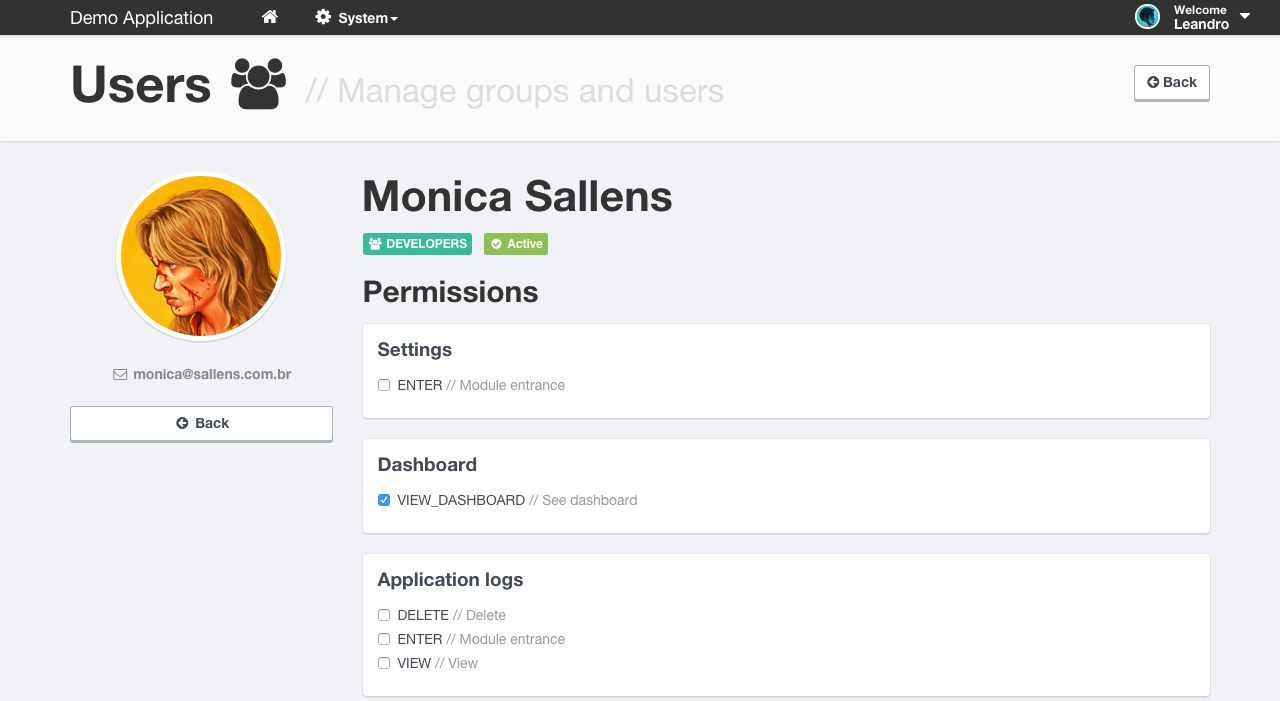 Demo Application System Welcome Leandro
Users // Manage groups and users Back
Monica Sallens
DEVELOPERS Active
Permissions
Settings
ENTER // Module entrance
monica@sallens.com.br
Back
Dashboard
VIEW_DASHBOARD // See dashboard
Application logs
DELETE // Delete
ENTER // Module entrance
VIEW // View